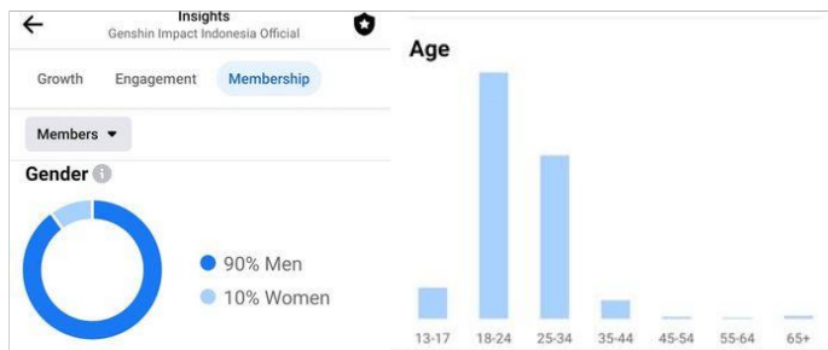 Insights
Genshin Impact Indonesia Official
Growth Engagement Membership
Members
Gender
90% Men
10% Women
Age
13-17 18-24 25-34 35-44 45-54 55-64 65+